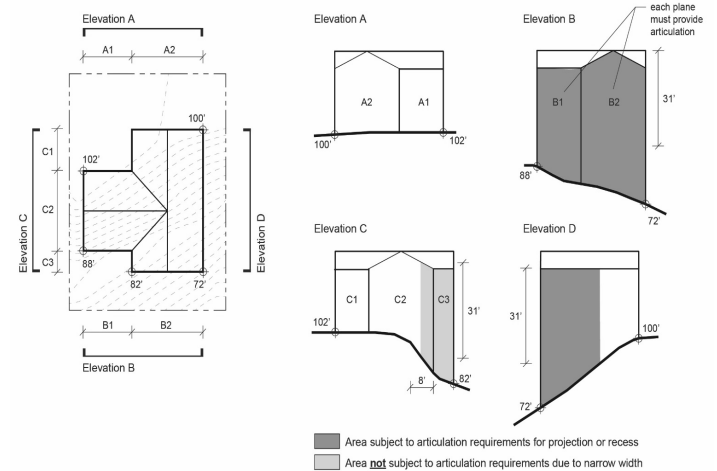 Elevation A
A1
A2
100'
102'
C1
C2
C3
Elevation C
Elevation D
88'
82'
72'
B1
B2
Elevation B
Elevation A
A2
A1
100'
102'
Elevation B
each plane
must provide
articulation
B1
B2
31'
88'
72'
Elevation C
C1
C2
C3
102'
31'
8'
82'
Elevation D
31'
100'
72'
Area subject to articulation requirements for projection or recess
Area not subject to articulation requirements due to narrow width